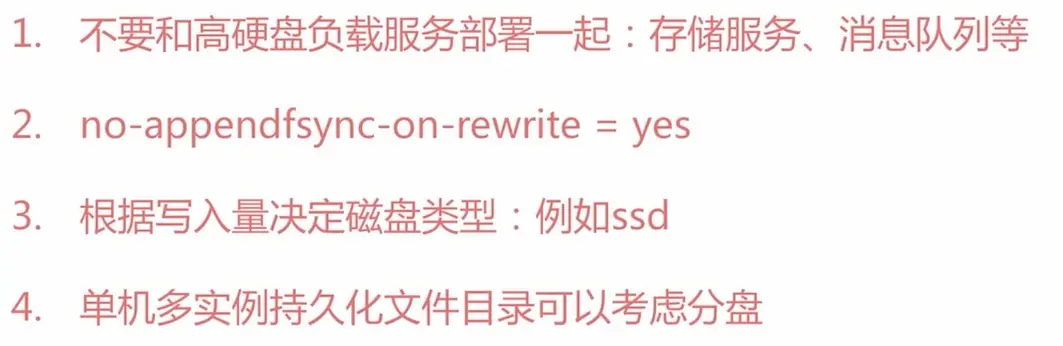 1. 不要和高硬盘负载服务部署一起：存储服务、消息队列等
2. no-appendfsync-on-rewrite = yes
3. 根据写入量决定磁盘类型：例如ssd
4. 单机多实例持久化文件目录可以考虑分盘